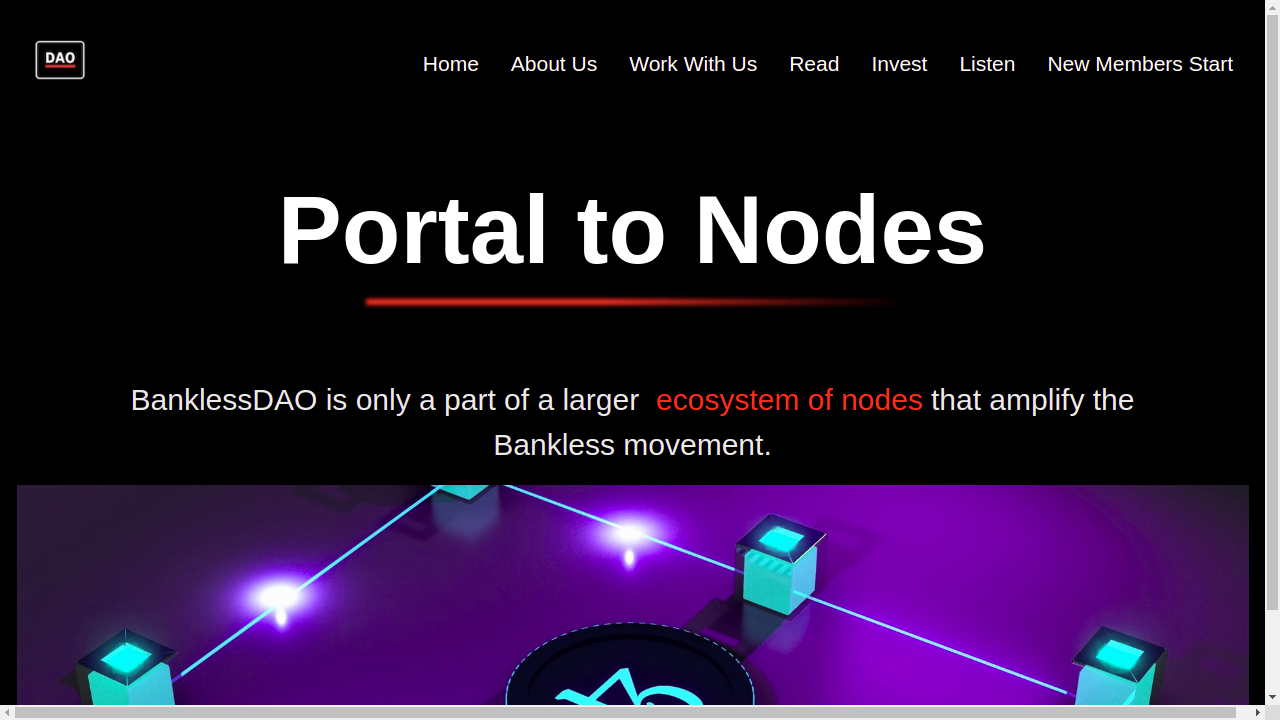 DAO
Home About Us Work With Us Read Invest Listen New Members Start
Portal to Nodes
BanklessDAO is only a part of a larger ecosystem of nodes that amplify the
Bankless movement.